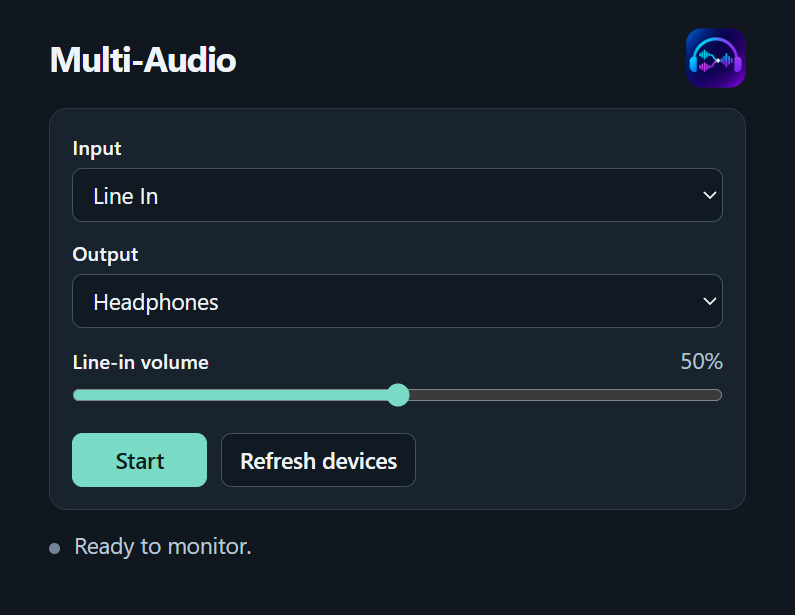 Multi-Audio
Input
Line In
Output
Headphones
Line-in volume 50%
Start Refresh devices
Ready to monitor.